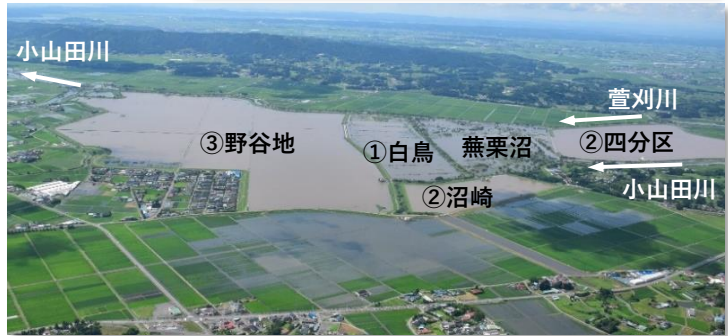 小山田川
萱刈川
③野谷地
①白鳥
蕪栗沼
②四分区
②沼崎
小山田川